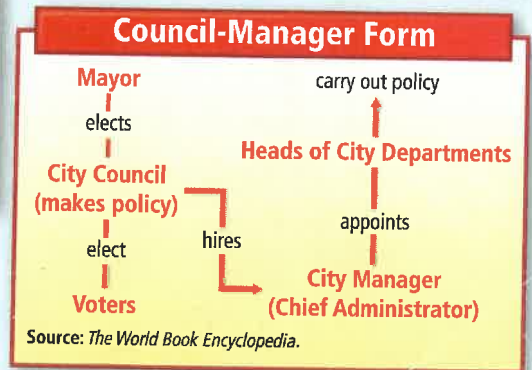 Council-Manager Form
Mayor
elects
City Council
(makes policy)
elect
Voters
hires
carry out policy
Heads of City Departments
appoints
City Manager
(Chief Administrator)
Source: The World Book Encyclopedia.